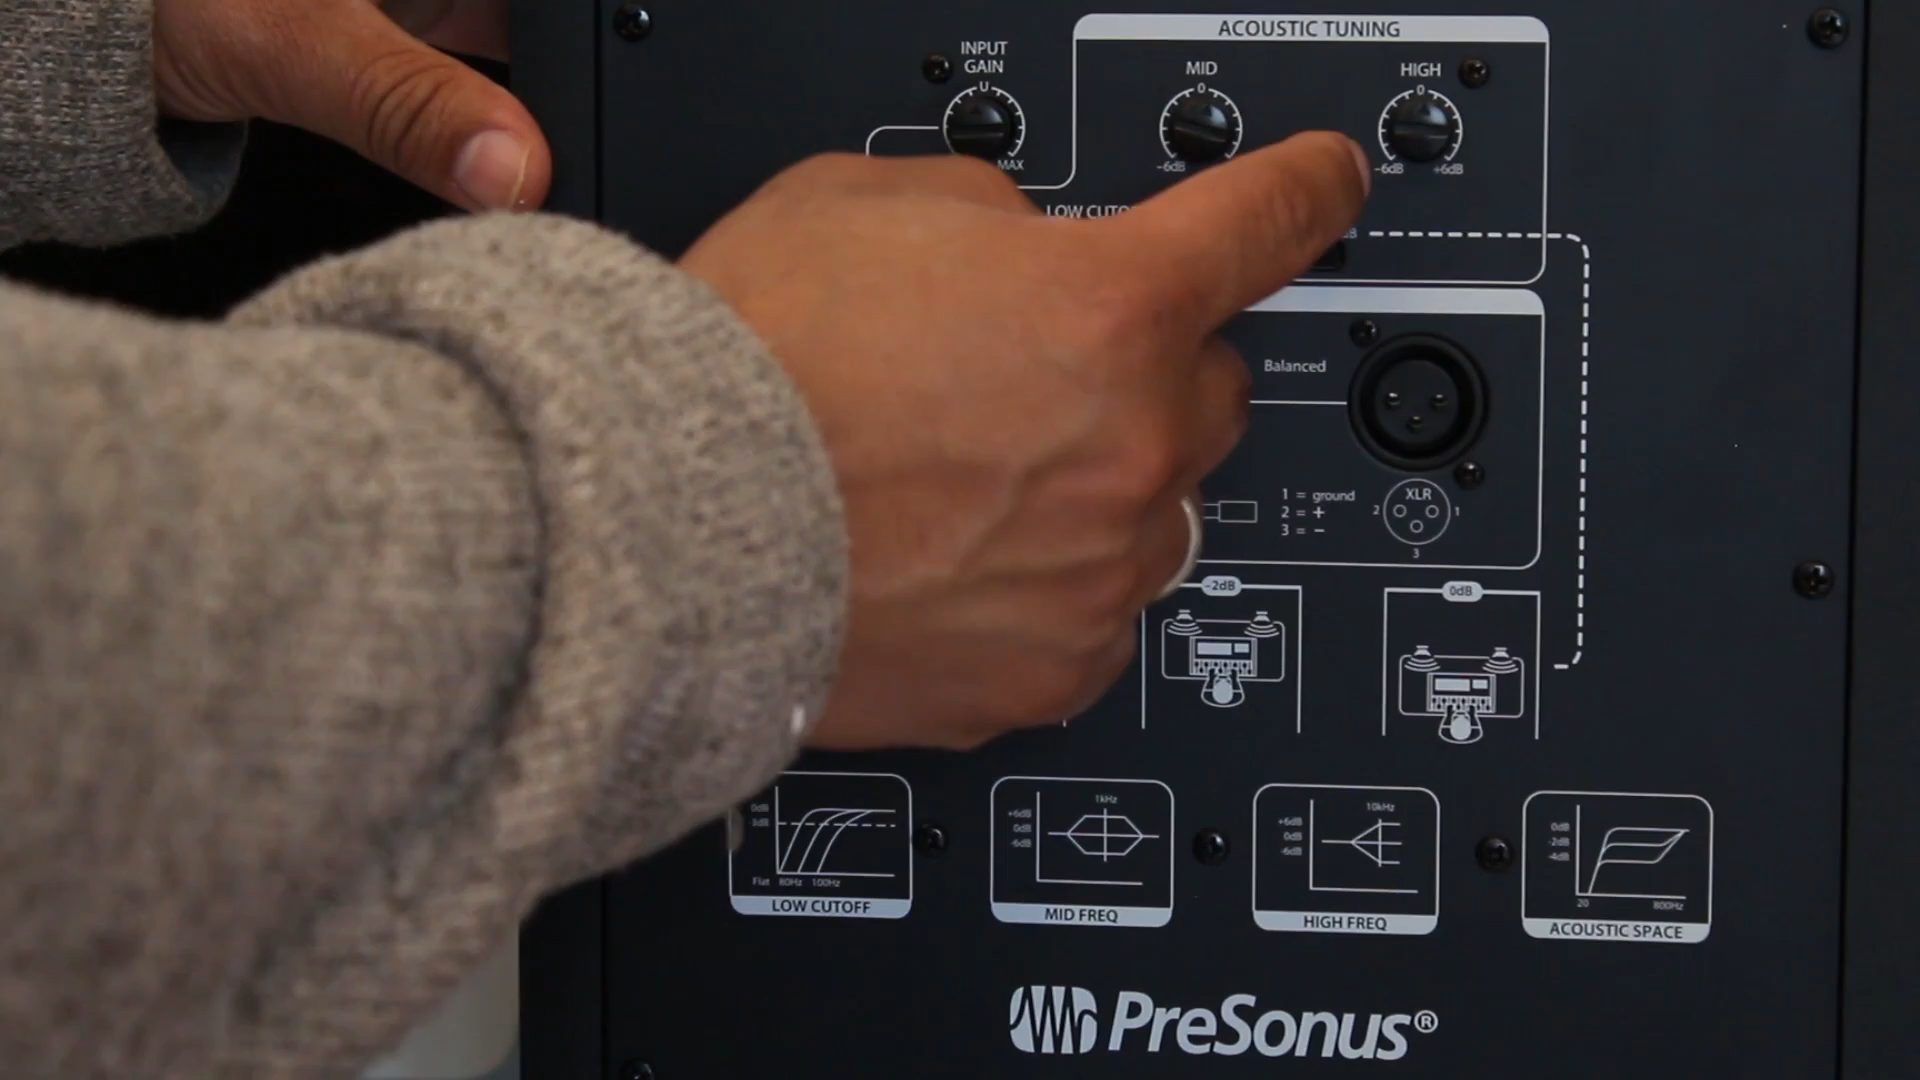 ACOUSTIC TUNING
INPUT
GAIN
U
MAX
MID
0
-6dB
HIGH
0
-6dB
+6dB
LOW CUTO
dB
Balanced
1 = ground
2 = +
3 = −
XLR
2
1
3
-2dB
0dB
0dB
Flat 80Hz 100Hz
LOW CUTOFF
1kHz
+6dB
0dB
-6dB
MID FREQ
10kHz
+6dB
0dB
-6dB
HIGH FREQ
0dB
-2dB
-4dB
20 800Hz
ACOUSTIC SPACE
PreSonus®